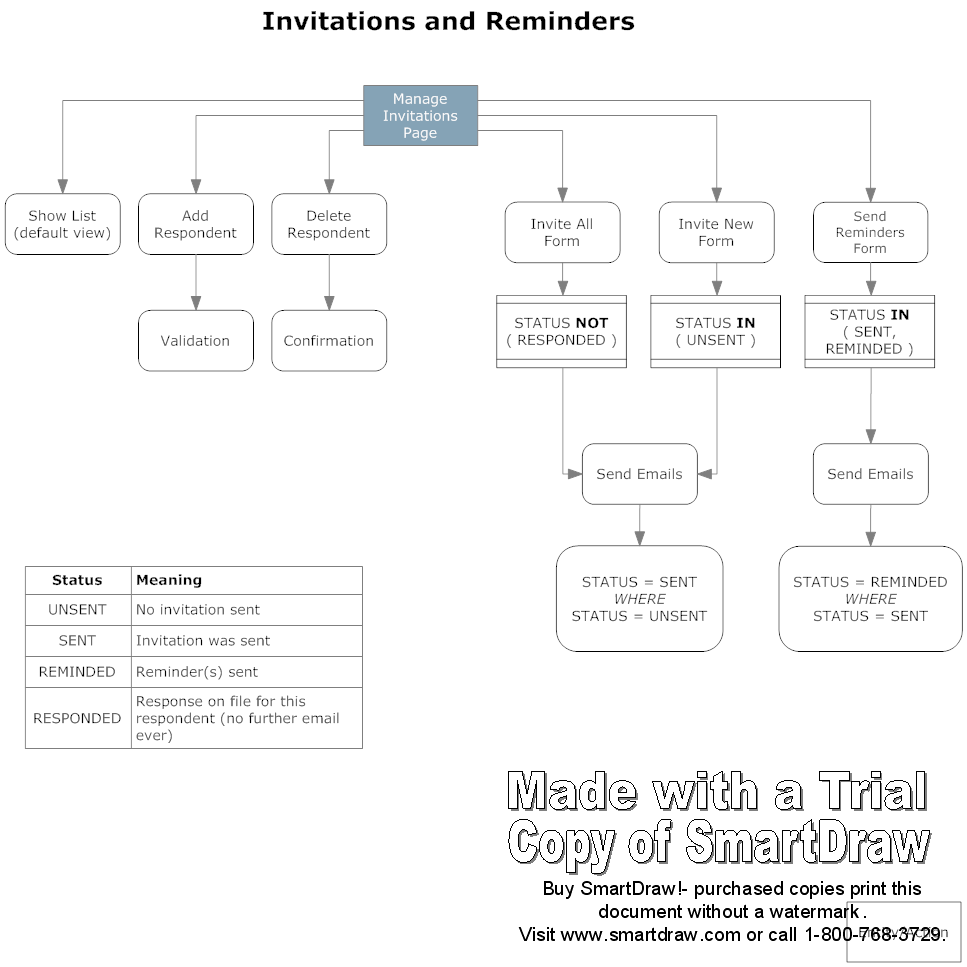 Invitations and Reminders
Manage
Invitations
Page
Show List
(default view)
Add
Respondent
Delete
Respondent
Invite All
Form
Invite New
Form
Send
Reminders
Form
Validation
Confirmation
STATUS NOT
( RESPONDED )
STATUS IN
( UNSENT )
STATUS IN
( SENT,
REMINDED )
Send Emails
Send Emails
STATUS = SENT
WHERE
STATUS = UNSENT
STATUS = REMINDED
WHERE
STATUS = SENT
Status Meaning
UNSENT No invitation sent
SENT Invitation was sent
REMINDED Reminder(s) sent
RESPONDED Response on file for this
respondent (no further email
ever)
Made with a Trial
Copy of SmartDraw
Buy SmartDraw!- purchased copies print this
document without a watermark .
Visit www.smartdraw.com or call 1-800-768-3729.